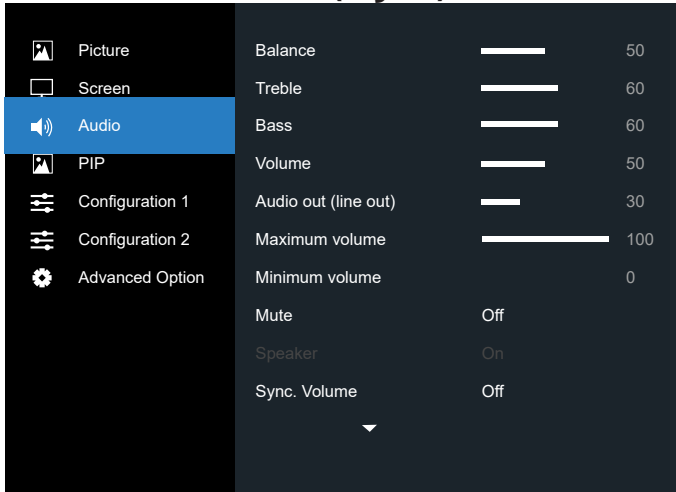 Picture
Screen
Audio
PIP
Configuration 1
Configuration 2
Advanced Option
Balance 50
Treble 60
Bass 60
Volume 50
Audio out (line out) 30
Maximum volume 100
Minimum volume 0
Mute Off
Speaker On
Sync. Volume Off